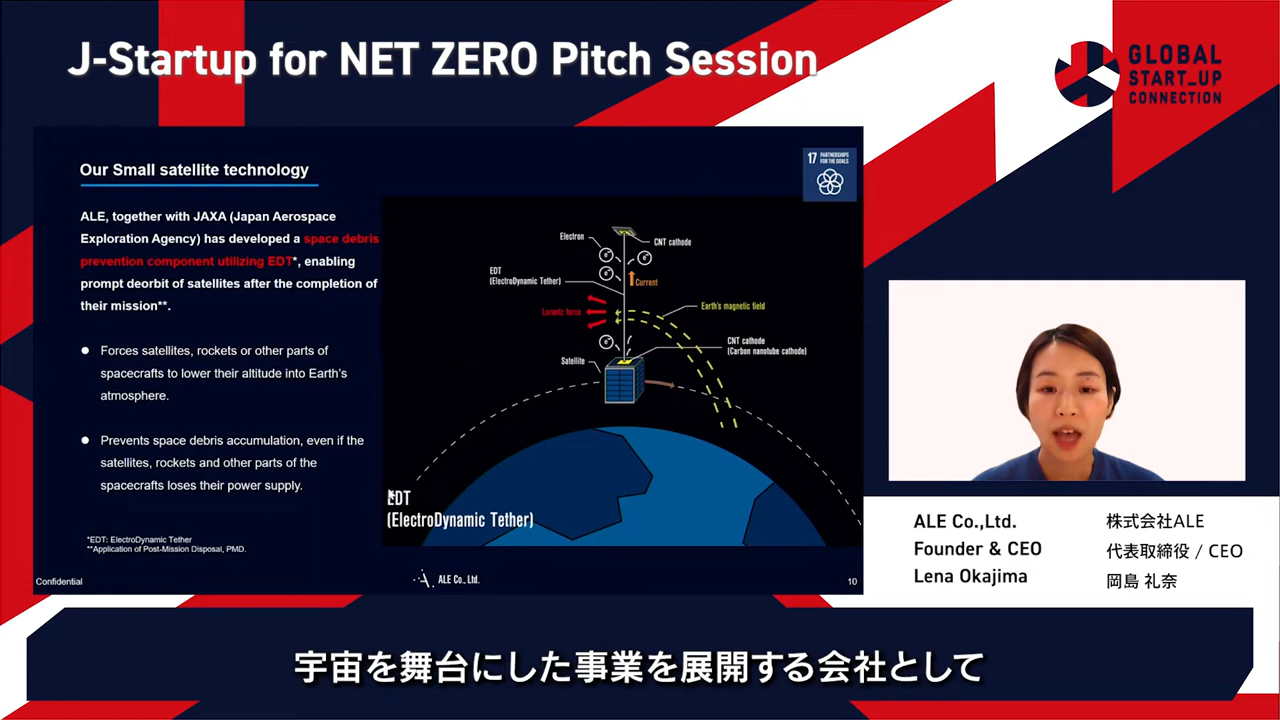 J-Startup for NET ZERO Pitch Session
GLOBAL
START_UP
CONNECTION
Our Small satellite technology
17 PARTNERSHIPS
FOR THE GOALS
ALE, together with JAXA (Japan Aerospace
Exploration Agency) has developed a space debris
prevention component utilizing EDT*, enabling
prompt deorbit of satellites after the completion of
their mission**.
● Forces satellites, rockets or other parts of
spacecrafts to lower their altitude into Earth's
atmosphere.
● Prevents space debris accumulation, even if the
satellites, rockets and other parts of the
spacecrafts loses their power supply.
*EDT: ElectroDynamic Tether
**Application of Post-Mission Disposal, PMD.
Electron
CNT cathode
e-
e-
e-
EDT
(ElectroDynamic Tether)
Current
Lorentz force
Earth's magnetic field
e-
CNT cathode
(Carbon nanotube cathode)
Satellite
EDT
(ElectroDynamic Tether)
Confidential
ALE Co., Ltd.
10
ALE Co.,Ltd.
Founder & CEO
Lena Okajima
株式会社ALE
代表取締役 / CEO
岡島 礼奈
宇宙を舞台にした事業を展開する会社として